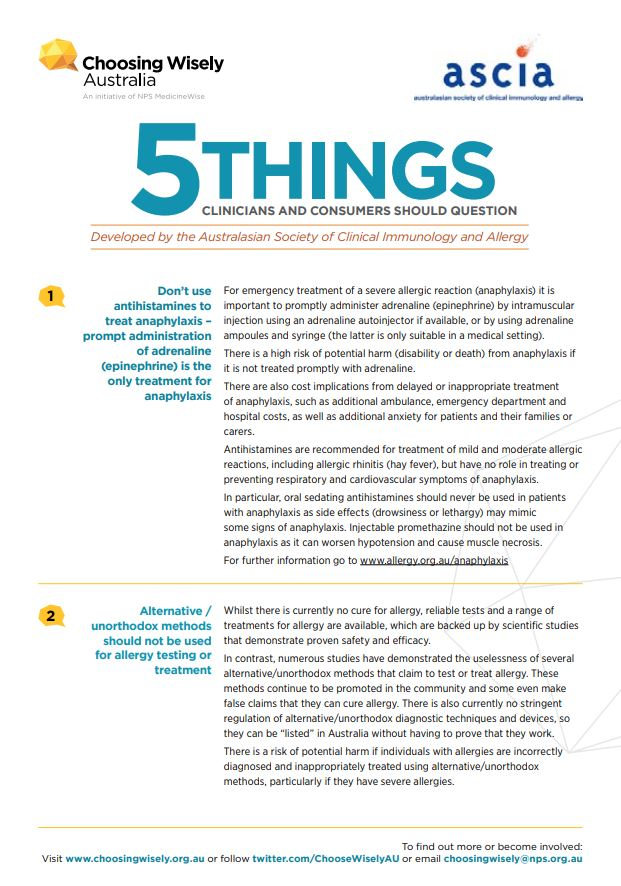 Choosing Wisely
Australia
An initiative of NPS MedicineWise
ascia
australasian society of clinical immunology and allergy
5 THINGS
CLINICIANS AND CONSUMERS SHOULD QUESTION
Developed by the Australasian Society of Clinical Immunology and Allergy
1
Don't use
antihistamines to
treat anaphylaxis –
prompt administration
of adrenaline
(epinephrine) is the
only treatment for
anaphylaxis
For emergency treatment of a severe allergic reaction (anaphylaxis) it is
important to promptly administer adrenaline (epinephrine) by intramuscular
injection using an adrenaline autoinjector if available, or by using adrenaline
ampoules and syringe (the latter is only suitable in a medical setting).
There is a high risk of potential harm (disability or death) from anaphylaxis if
it is not treated promptly with adrenaline.
There are also cost implications from delayed or inappropriate treatment
of anaphylaxis, such as additional ambulance, emergency department and
hospital costs, as well as additional anxiety for patients and their families or
carers.
Antihistamines are recommended for treatment of mild and moderate allergic
reactions, including allergic rhinitis (hay fever), but have no role in treating or
preventing respiratory and cardiovascular symptoms of anaphylaxis.
In particular, oral sedating antihistamines should never be used in patients
with anaphylaxis as side effects (drowsiness or lethargy) may mimic
some signs of anaphylaxis. Injectable promethazine should not be used in
anaphylaxis as it can worsen hypotension and cause muscle necrosis.
For further information go to www.allergy.org.au/anaphylaxis
2
Alternative /
unorthodox methods
should not be used
for allergy testing or
treatment
Whilst there is currently no cure for allergy, reliable tests and a range of
treatments for allergy are available, which are backed up by scientific studies
that demonstrate proven safety and efficacy.
In contrast, numerous studies have demonstrated the uselessness of several
alternative/unorthodox methods that claim to test or treat allergy. These
methods continue to be promoted in the community and some even make
false claims that they can cure allergy. There is also currently no stringent
regulation of alternative/unorthodox diagnostic techniques and devices, so
they can be "listed" in Australia without having to prove that they work.
There is a risk of potential harm if individuals with allergies are incorrectly
diagnosed and inappropriately treated using alternative/unorthodox
methods, particularly if they have severe allergies.
To find out more or become involved:
Visit www.choosingwisely.org.au or follow twitter.com/ChooseWiselyAU or email choosingwisely@nps.org.au